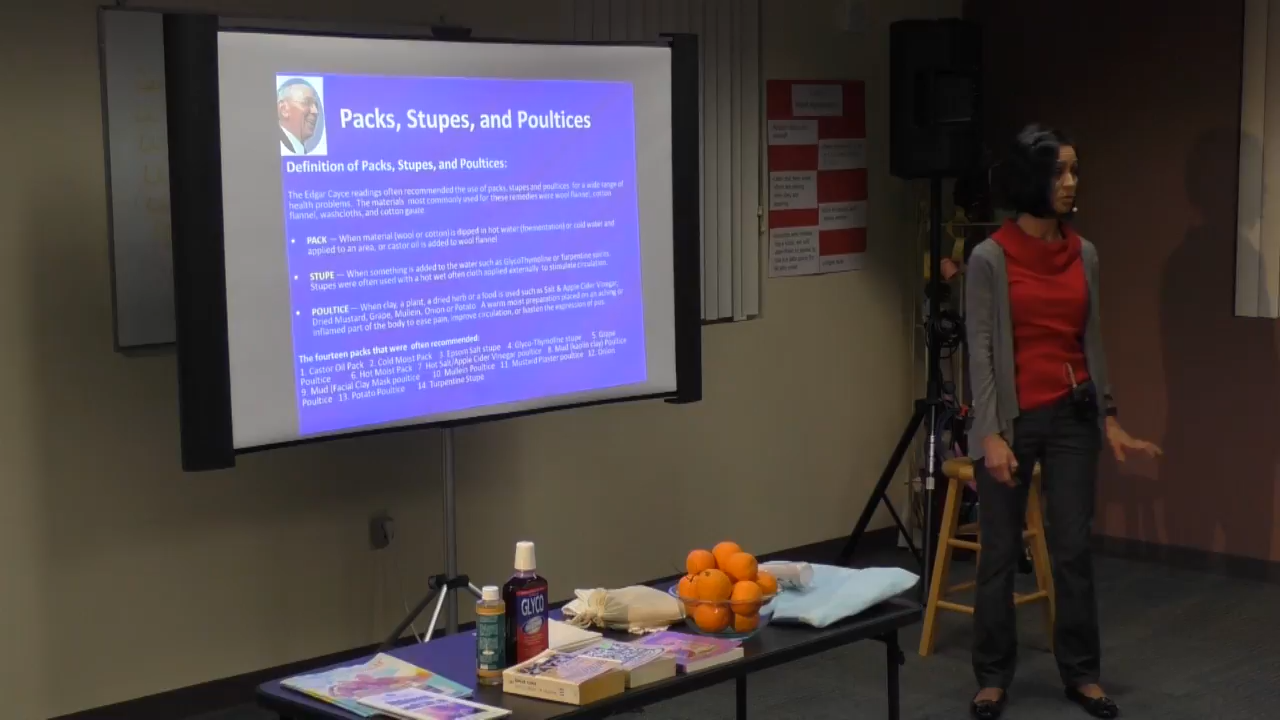 Packs, Stupes, and Poultices
Definition of Packs, Stupes, and Poultices:
The Edgar Cayce readings often recommended the use of packs, stupes and poultices for a wide range of
health problems. The materials most commonly used for these remedies were wool flannel, cotton
flannel, washcloths, and cotton gauze
• PACK — When material (wool or cotton) is dipped in hot water (fomentation) or cold water and
applied to an area, or castor oil is added to wool flannel
• STUPE — When something is added to the water such as GlycoThymoline or Turpentine spirits.
Stupes were often used with a hot wet often cloth applied externally to stimulate circulation.
• POULTICE — When clay, a plant, a dried herb or a food is used such as Salt & Apple Cider Vinegar,
Dried Mustard, Grape, Mullein, Onion or Potato A warm moist preparation placed on an aching or
inflamed part of the body to ease pain, improve circulation, or hasten the expression of pus.
The fourteen packs that were often recommended:
1. Castor Oil Pack 2. Cold Moist Pack 3. Epsom Salt stupe 4. Glyco-Thymoline stupe 5. Grape
Poultice 6. Hot Moist Pack 7 Hot Salt/Apple Cider Vinegar poultice 8. Mud (kaolin clay) Poultice
9. Mud (Facial Clay Mask poultice 10. Mullein Poultice 11. Mustard Plaster poultice 12. Onion
Poultice 13. Potato Poultice 14. Turpentine Stupe
GLYCO